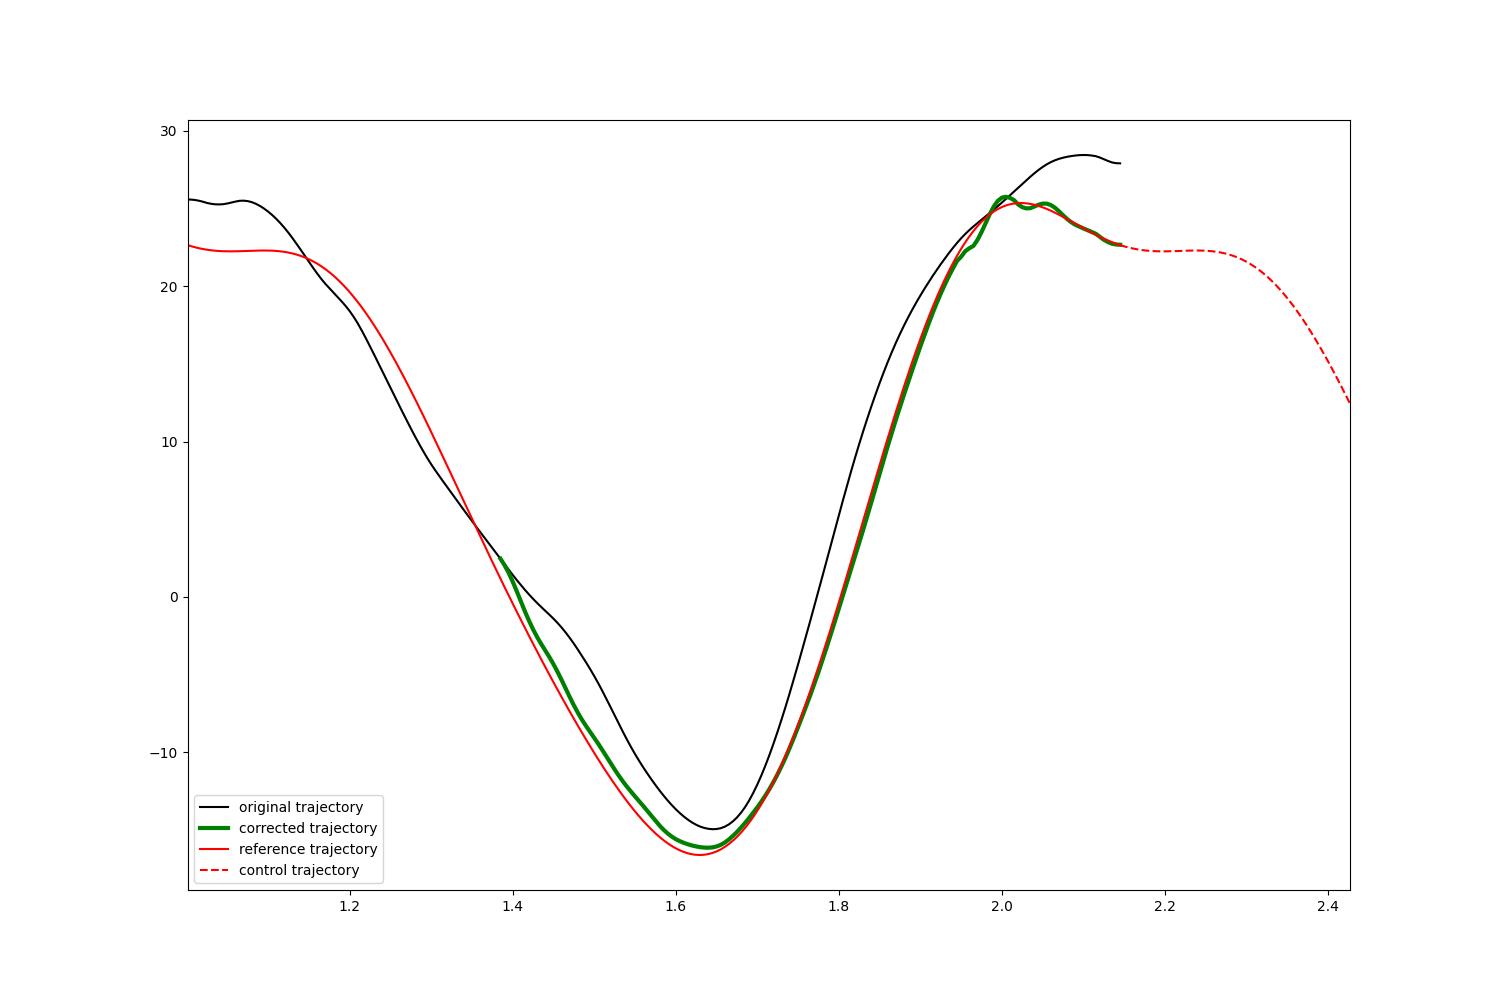 30
20
10
0
−10
original trajectory
corrected trajectory
reference trajectory
control trajectory
1.2 1.4 1.6 1.8 2.0 2.2 2.4